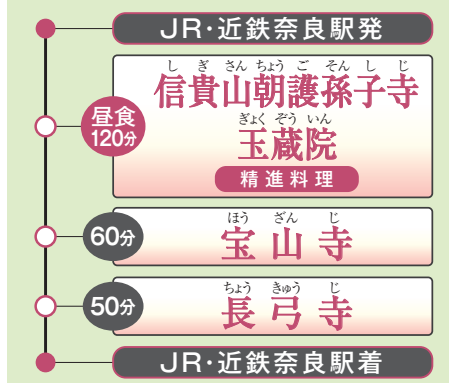 JR・近鉄奈良駅発
しぎさんちょうごそんしじ
信貴山朝護孫子寺
ぎょくぞういん
玉蔵院
精進料理
昼食
120分
ほうざんじ
宝山寺
60分
ちょうきゅうじ
長弓寺
50分
JR・近鉄奈良駅着